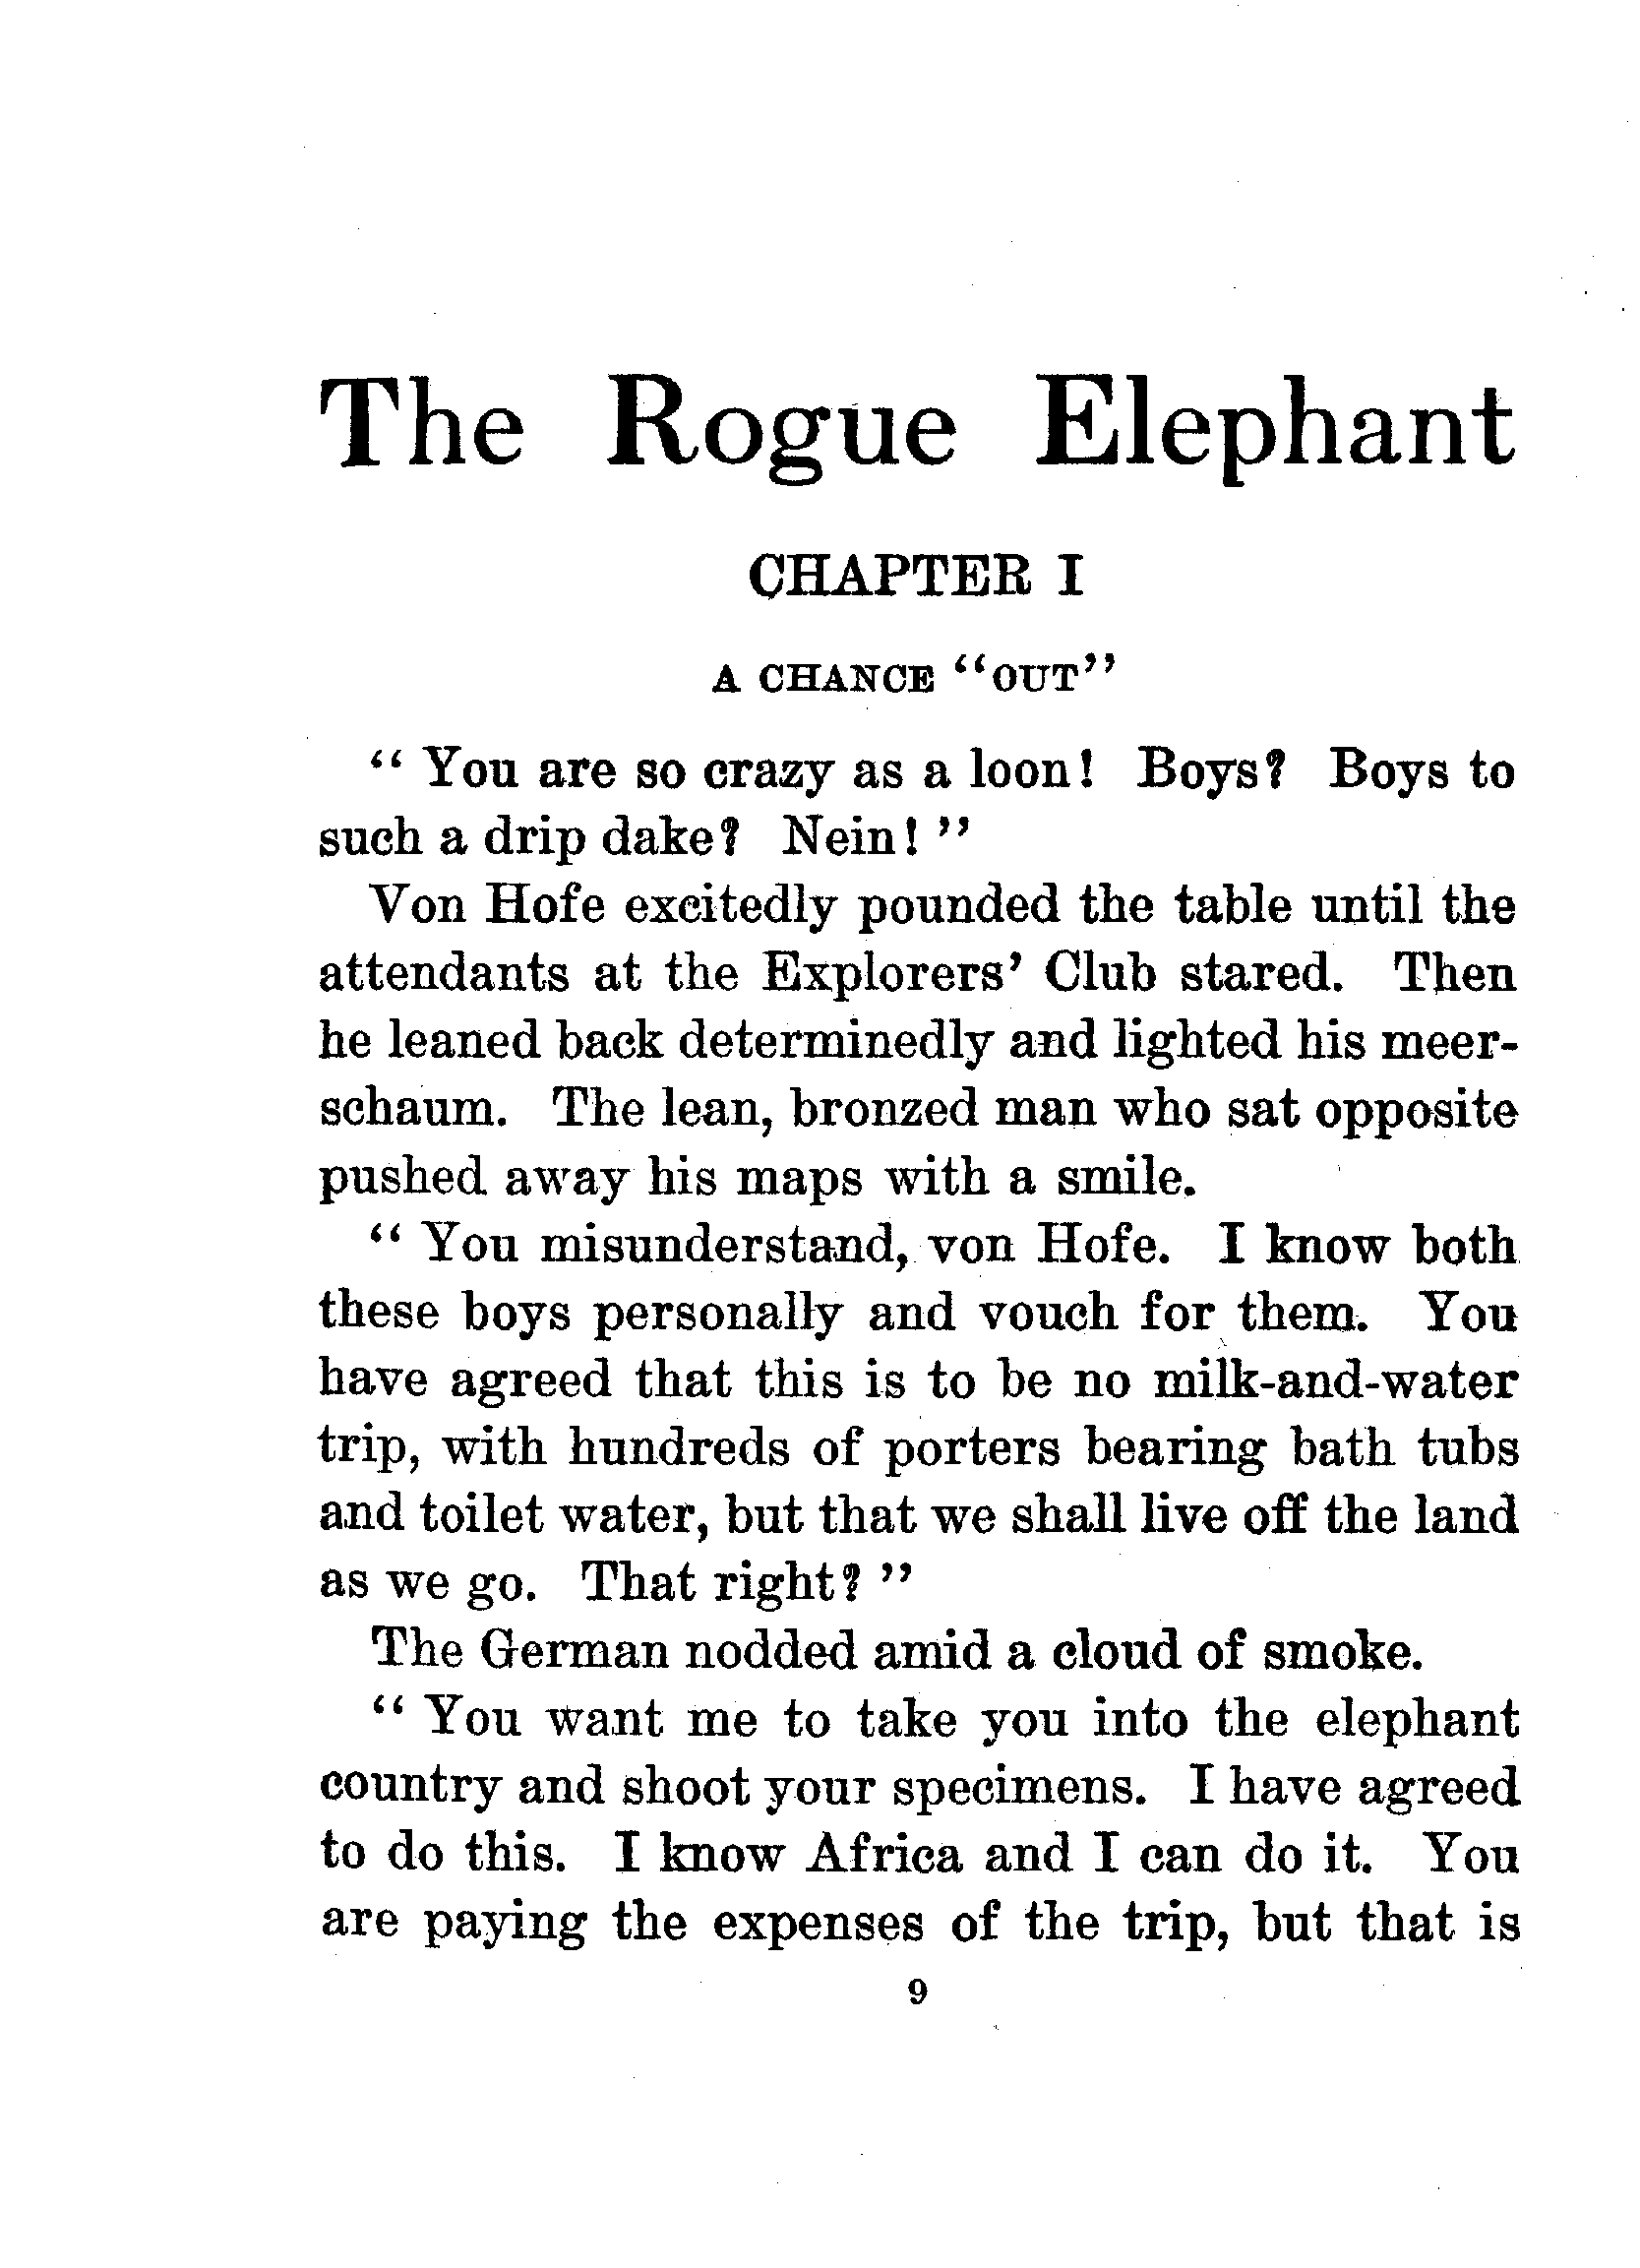 The Rogue Elephant
CHAPTER I
A CHANCE "OUT"
" You are so crazy as a loon! Boys? Boys to
such a drip dake? Nein! "
Von Hofe excitedly pounded the table until the
attendants at the Explorers' Club stared. Then
he leaned back determinedly and lighted his meer-
schaum. The lean, bronzed man who sat opposite
pushed away his maps with a smile.
" You misunderstand, von Hofe. I know both
these boys personally and vouch for them. You
have agreed that this is to be no milk-and-water
trip, with hundreds of porters bearing bath tubs
and toilet water, but that we shall live off the land
as we go. That right? "
The German nodded amid a cloud of smoke.
" You want me to take you into the elephant
country and shoot your specimens. I have agreed
to do this. I know Africa and I can do it. You
are paying the expenses of the trip, but that is
9